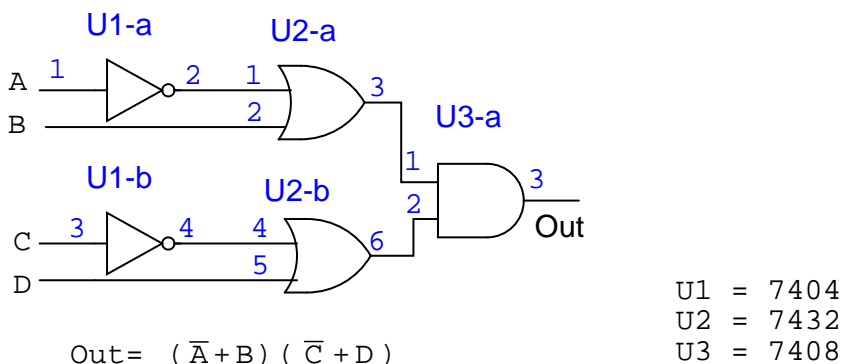 U1-a
U2-a
A 1 2 1 3
B 2
U3-a
1
3
2
Out
U1-b
U2-b
C 3 4 4 6
D 5
U1 = 7404
U2 = 7432
U3 = 7408
Out= (A̅+B)(C̅+D)